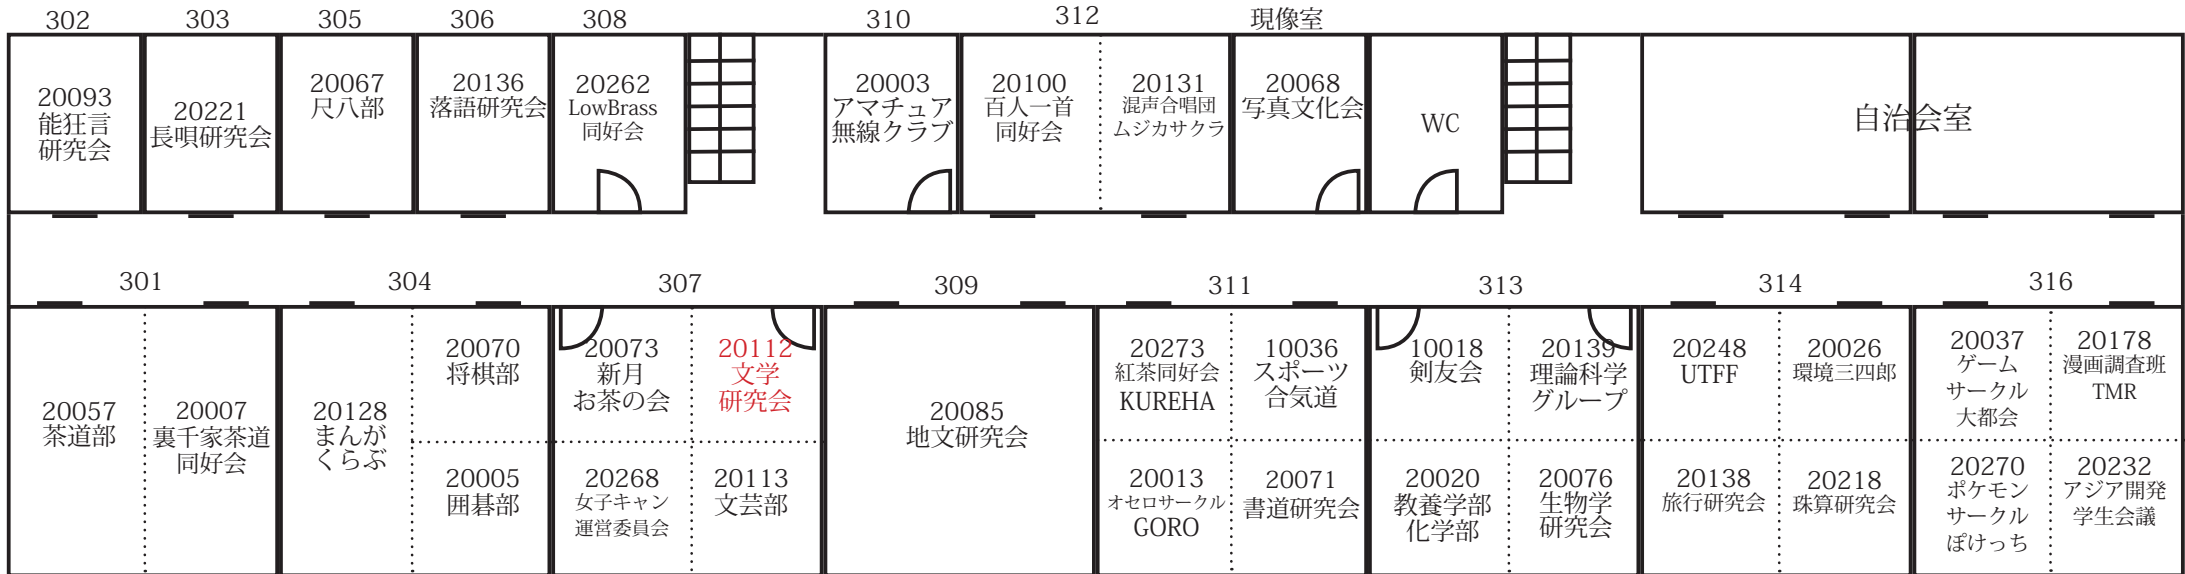 302
303
305
306
308
310
312
現像室
20093
能狂言
研究会
20221
長唄研究会
20067
尺八部
20136
落語研究会
20262
LowBrass
同好会
20003
アマチュア
無線クラブ
20100
百人一首
同好会
20131
混声合唱団
ムジカサクラ
20068
写真文化会
WC
自治会室
301
304
307
309
311
313
314
316
20057
茶道部
20007
裏千家茶道
同好会
20128
まんが
くらぶ
20070
将棋部
20005
囲碁部
20073
新月
お茶の会
20112
文学
研究会
20268
女子キャン
運営委員会
20113
文芸部
20085
地文研究会
20273
紅茶同好会
KUREHA
10036
スポーツ
合気道
20013
オセロサークル
GORO
20071
書道研究会
10018
剣友会
20139
理論科学
グループ
20020
教養学部
化学部
20076
生物学
研究会
20248
UTFF
20026
環境三四郎
20138
旅行研究会
20218
珠算研究会
20037
ゲーム
サークル
大都会
20178
漫画調査班
TMR
20270
ポケモン
サークル
ぽけっち
20232
アジア開発
学生会議